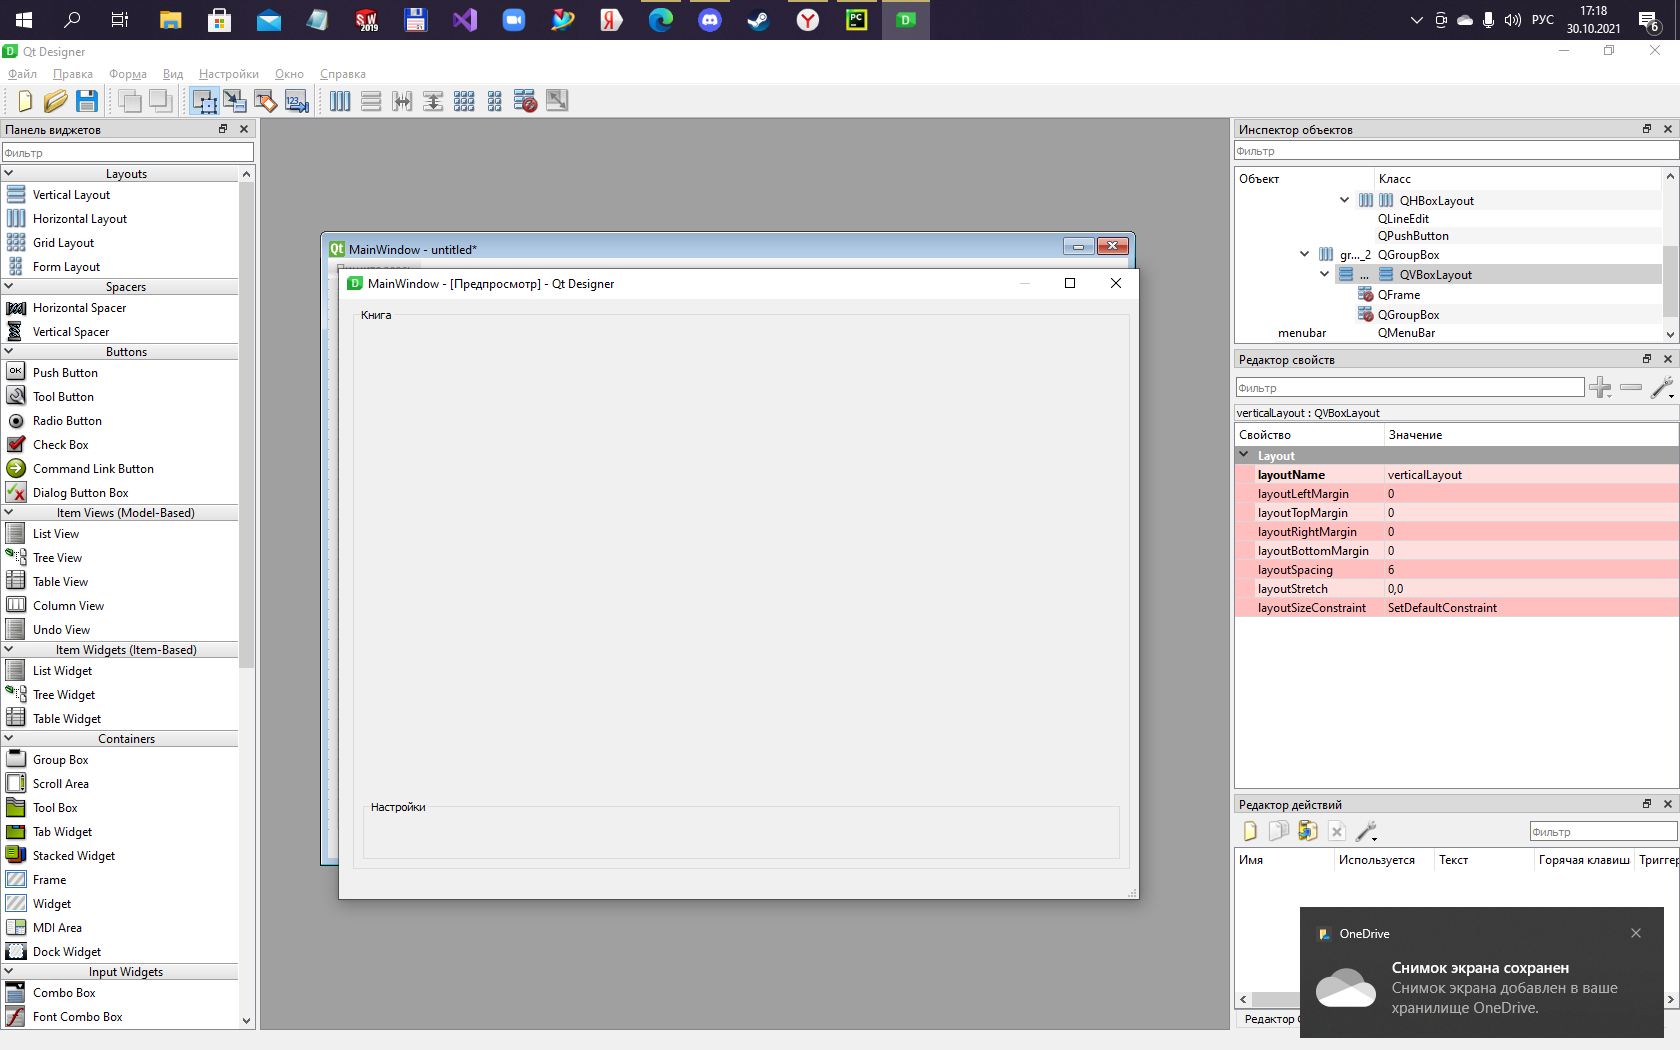 SW
2019
Я
Y
PC
D
РУС
17:18
30.10.2021
6
D Qt Designer
Файл Правка Форма Вид Настройки Окно Справка
123
Панель виджетов
Фильтр
Layouts
Vertical Layout
Horizontal Layout
Grid Layout
Form Layout
Spacers
Horizontal Spacer
Vertical Spacer
Buttons
OK Push Button
Tool Button
Radio Button
Check Box
Command Link Button
Dialog Button Box
Item Views (Model-Based)
List View
Tree View
Table View
Column View
Undo View
Item Widgets (Item-Based)
List Widget
Tree Widget
Table Widget
Containers
Group Box
Scroll Area
Tool Box
Tab Widget
Stacked Widget
Frame
Widget
MDI Area
Dock Widget
Input Widgets
Combo Box
Font Combo Box
Qt MainWindow - untitled*
D MainWindow - [Предпросмотр] - Qt Designer
Книга
Настройки
Инспектор объектов
Фильтр
Объект Класс
QHBoxLayout
QLineEdit
QPushButton
gr..._2 QGroupBox
... QVBoxLayout
QFrame
QGroupBox
menubar QMenuBar
Редактор свойств
Фильтр
verticalLayout : QVBoxLayout
Свойство Значение
Layout
layoutName verticalLayout
layoutLeftMargin 0
layoutTopMargin 0
layoutRightMargin 0
layoutBottomMargin 0
layoutSpacing 6
layoutStretch 0,0
layoutSizeConstraint SetDefaultConstraint
Редактор действий
Фильтр
Имя Используется Текст Горячая клавиш Триггер
Редактор
OneDrive
Снимок экрана сохранен
Снимок экрана добавлен в ваше
хранилище OneDrive.